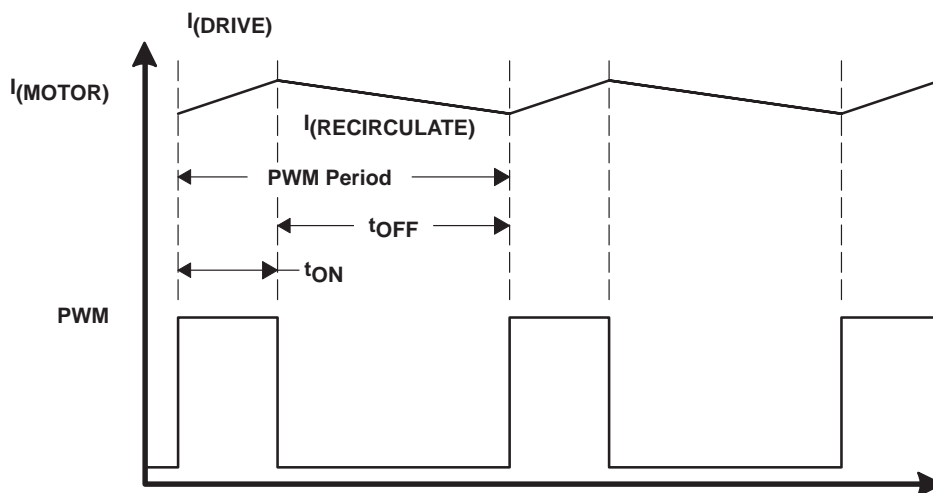 I(DRIVE)
I(MOTOR)
I(RECIRCULATE)
PWM Period
tOFF
tON
PWM